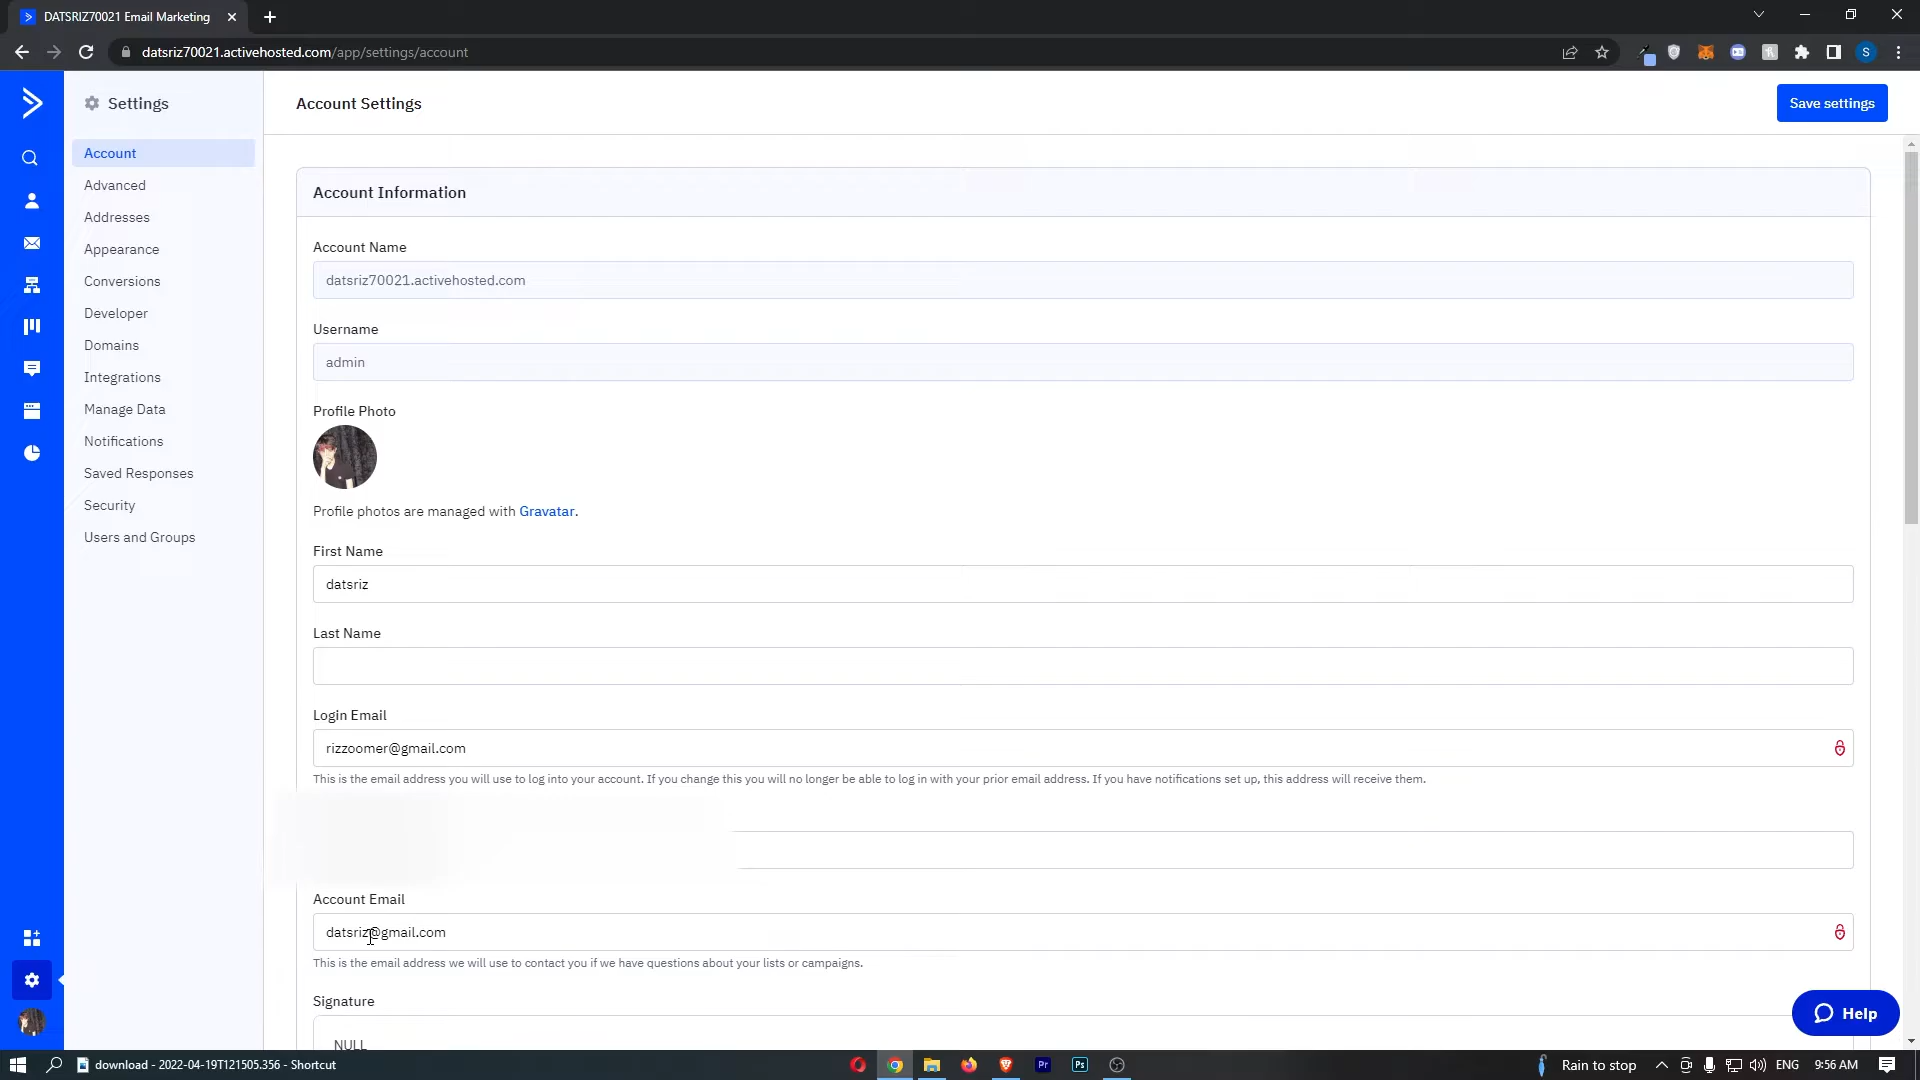 DATSRIZ70021 Email Marketing
datsriz70021.activehosted.com/app/settings/account
S
Settings
Account Settings
Save settings
Account
Advanced
Addresses
Appearance
Conversions
Developer
Domains
Integrations
Manage Data
Notifications
Saved Responses
Security
Users and Groups
Account Information
Account Name
datsriz70021.activehosted.com
Username
admin
Profile Photo
Profile photos are managed with Gravatar.
First Name
datsriz
Last Name
Login Email
rizzoomer@gmail.com
This is the email address you will use to log into your account. If you change this you will no longer be able to log in with your prior email address. If you have notifications set up, this address will receive them.
Account Email
datsriz@gmail.com
This is the email address we will use to contact you if we have questions about your lists or campaigns.
Signature
NULL
Help
download - 2022-04-19T121505.356 - Shortcut
Pr
Ps
Rain to stop
ENG
9:56 AM